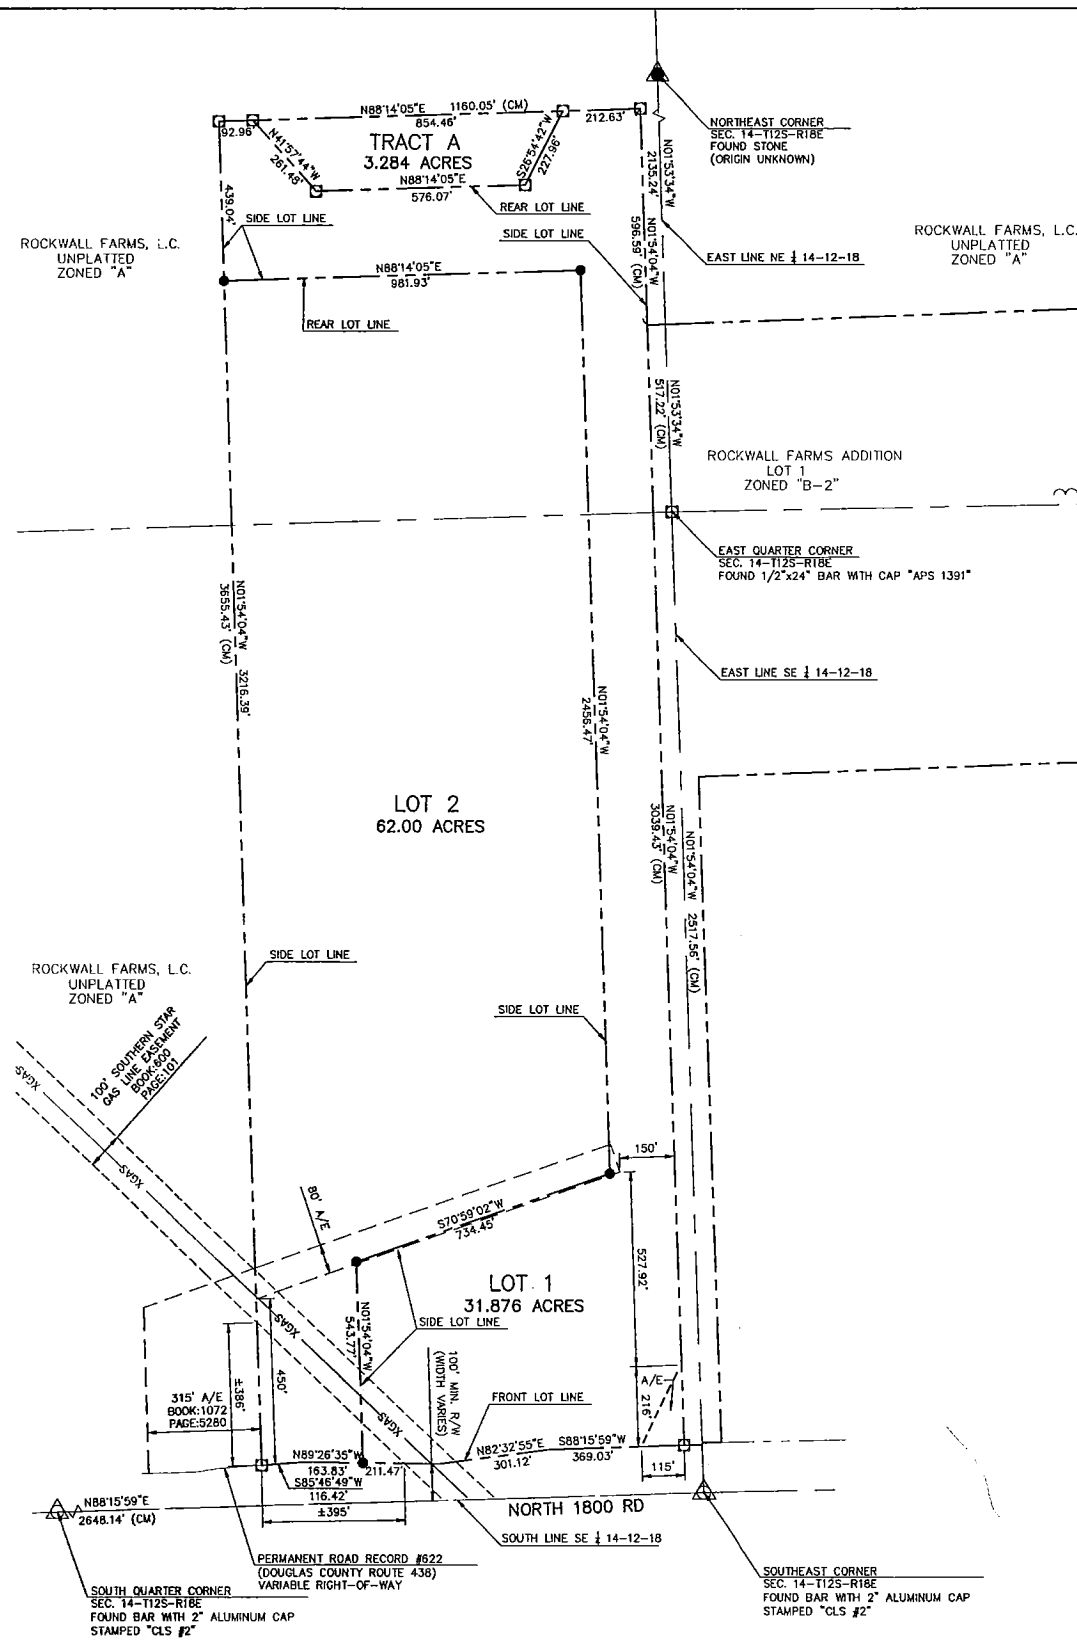 N88°14'05"E 1160.05' (CM)
854.46'
92.96'
212.63'
TRACT A
3.284 ACRES
N41°57'44"W
261.48'
S26°54'42"W
227.96'
N88°14'05"E
576.07'
REAR LOT LINE
NORTHEAST CORNER
SEC. 14-T12S-R18E
FOUND STONE
(ORIGIN UNKNOWN)
N01°53'34"W
2135.24'
439.04'
SIDE LOT LINE
SIDE LOT LINE
N01°54'04"W
596.59' (CM)
EAST LINE NE ¼ 14-12-18
ROCKWALL FARMS, L.C.
UNPLATTED
ZONED "A"
ROCKWALL FARMS, L.C.
UNPLATTED
ZONED "A"
N88°14'05"E
981.93'
REAR LOT LINE
N01°53'34"W
517.22' (CM)
ROCKWALL FARMS ADDITION
LOT 1
ZONED "B-2"
EAST QUARTER CORNER
SEC. 14-T12S-R18E
FOUND 1/2"x24" BAR WITH CAP "APS 1391"
N01°54'04"W 3216.39'
3655.43' (CM)
EAST LINE SE ¼ 14-12-18
N01°54'04"W
2456.47'
LOT 2
62.00 ACRES
N01°54'04"W
3039.43' (CM)
N01°54'04"W 2517.56' (CM)
SIDE LOT LINE
ROCKWALL FARMS, L.C.
UNPLATTED
ZONED "A"
SIDE LOT LINE
100' SOUTHERN STAR
GAS LINE EASEMENT
BOOK:600
PAGE:101
XGAS
XGAS
150'
80' A/E
S70°59'02"W
734.45'
527.92'
LOT 1
31.876 ACRES
XGAS
SIDE LOT LINE
N01°54'04"W
543.77'
±386'
450'
100' MIN. R/W
(WIDTH VARIES)
A/E
216'
FRONT LOT LINE
315' A/E
BOOK:1072
PAGE:5280
XGAS
N89°26'35"W
163.83'
211.47'
N82°32'55"E
301.12'
S88°15'59"W
369.03'
S85°46'49"W
116.42'
±395'
115'
N88°15'59"E
2648.14' (CM)
NORTH 1800 RD
SOUTH LINE SE ¼ 14-12-18
PERMANENT ROAD RECORD #622
(DOUGLAS COUNTY ROUTE 438)
VARIABLE RIGHT-OF-WAY
SOUTH QUARTER CORNER
SEC. 14-T12S-R18E
FOUND BAR WITH 2" ALUMINUM CAP
STAMPED "CLS #2"
SOUTHEAST CORNER
SEC. 14-T12S-R18E
FOUND BAR WITH 2" ALUMINUM CAP
STAMPED "CLS #2"